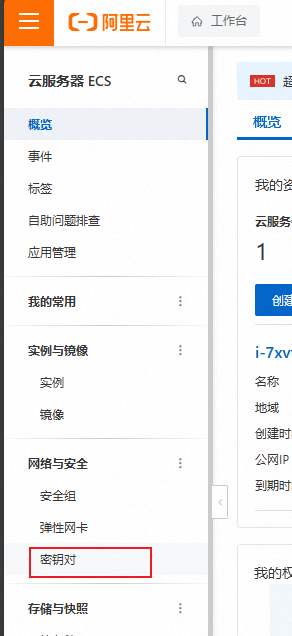 阿里云
工作台
云服务器 ECS
HOT
概览
概览
事件
标签
我的资
自助问题排查
云服务器
应用管理
1
我的常用
创建
实例与镜像
i-7xv
实例
名称
镜像
地域
创建时
网络与安全
公网IP
安全组
到期时
弹性网卡
密钥对
我的权
存储与快照